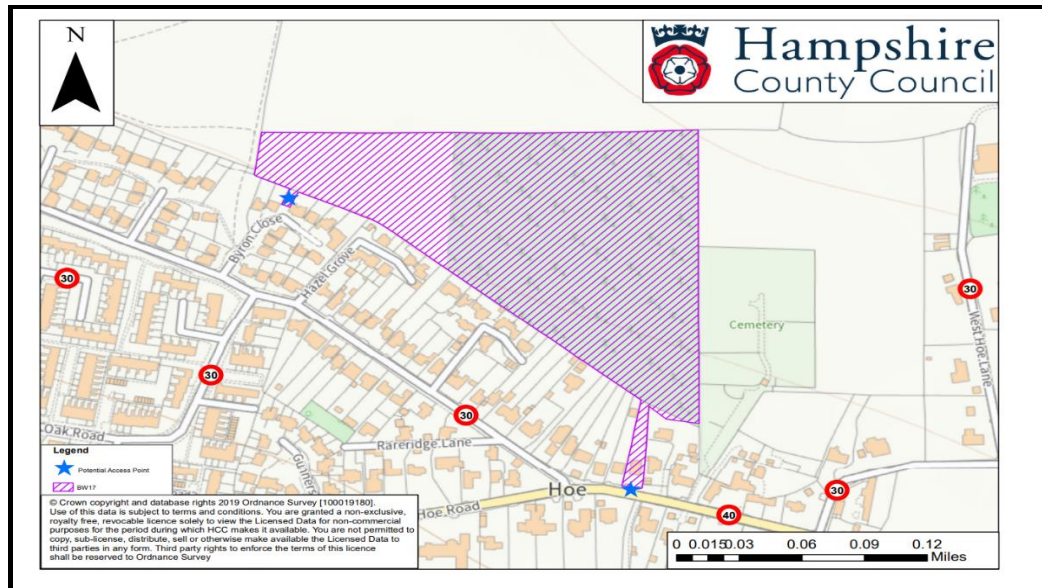 N
Hampshire
County Council
Byron Close
Hazel Grove
30
30
30
30
30
40
Cemetery
West Hoe Lane
Oak Road
Rareridge Lane
Hoe
Hoe Road
Legend
Potential Access Point
BW17
© Crown copyright and database rights 2019 Ordnance Survey [100019180].
Use of this data is subject to terms and conditions. You are granted a non-exclusive,
royalty free, revocable licence solely to view the Licensed Data for non-commercial
purposes for the period during which HCC makes it available. You are not permitted to
copy, sub-license, distribute, sell or otherwise make available the Licensed Data to
third parties in any form. Third party rights to enforce the terms of this licence
shall be reserved to Ordnance Survey
0 0.015 0.03 0.06 0.09 0.12
Miles